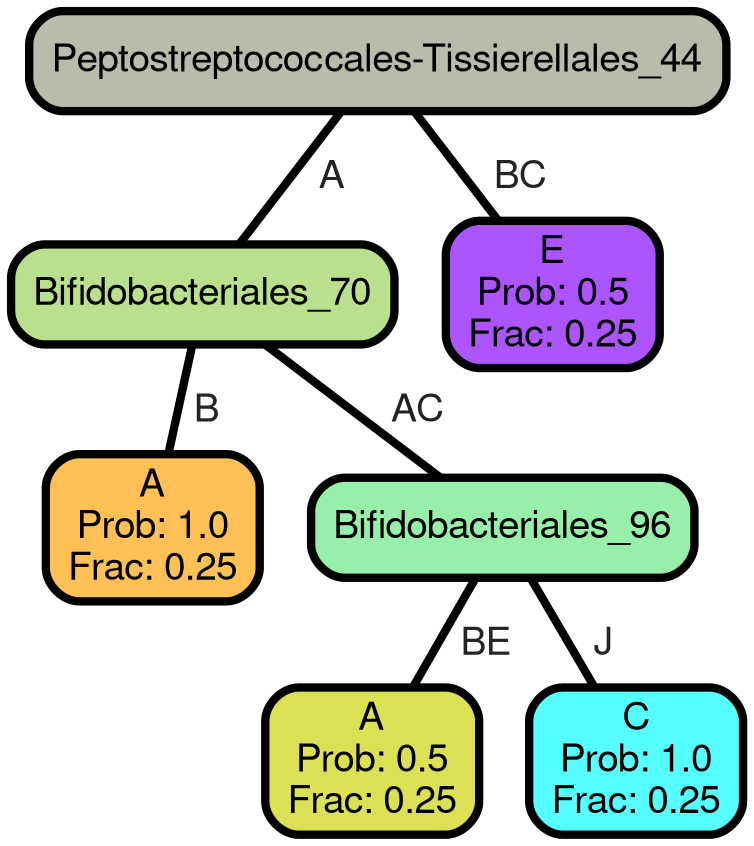 Peptostreptococcales-Tissierellales_44
A
BC
Bifidobacteriales_70
E
Prob: 0.5
Frac: 0.25
B
AC
A
Prob: 1.0
Frac: 0.25
Bifidobacteriales_96
BE
J
A
Prob: 0.5
Frac: 0.25
C
Prob: 1.0
Frac: 0.25